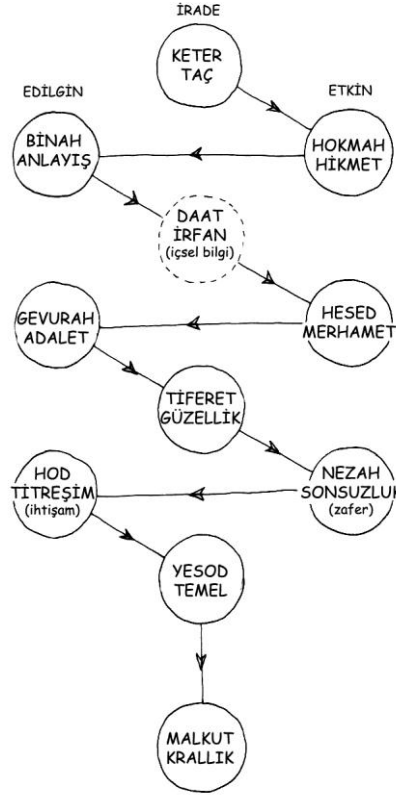 İRADE
KETER
TAÇ
EDİLGİN
ETKİN
BİNAH
ANLAYIŞ
HOKMAH
HİKMET
DAAT
İRFAN
(içsel bilgi)
GEVURAH
ADALET
HESED
MERHAMET
TİFERET
GÜZELLİK
HOD
TİTREŞİM
(ihtişam)
NEZAH
SONSUZLUK
(zafer)
YESOD
TEMEL
MALKUT
KRALLIK